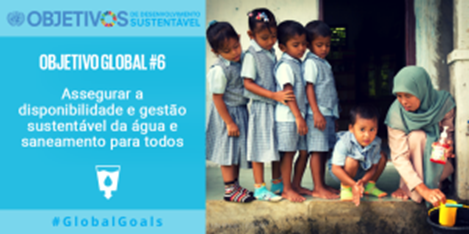 OBJETIVOS DE DESENVOLVIMENTO
SUSTENTÁVEL
OBJETIVO GLOBAL #6
Assegurar a
disponibilidade e gestão
sustentável da água e
saneamento para todos
#GlobalGoals